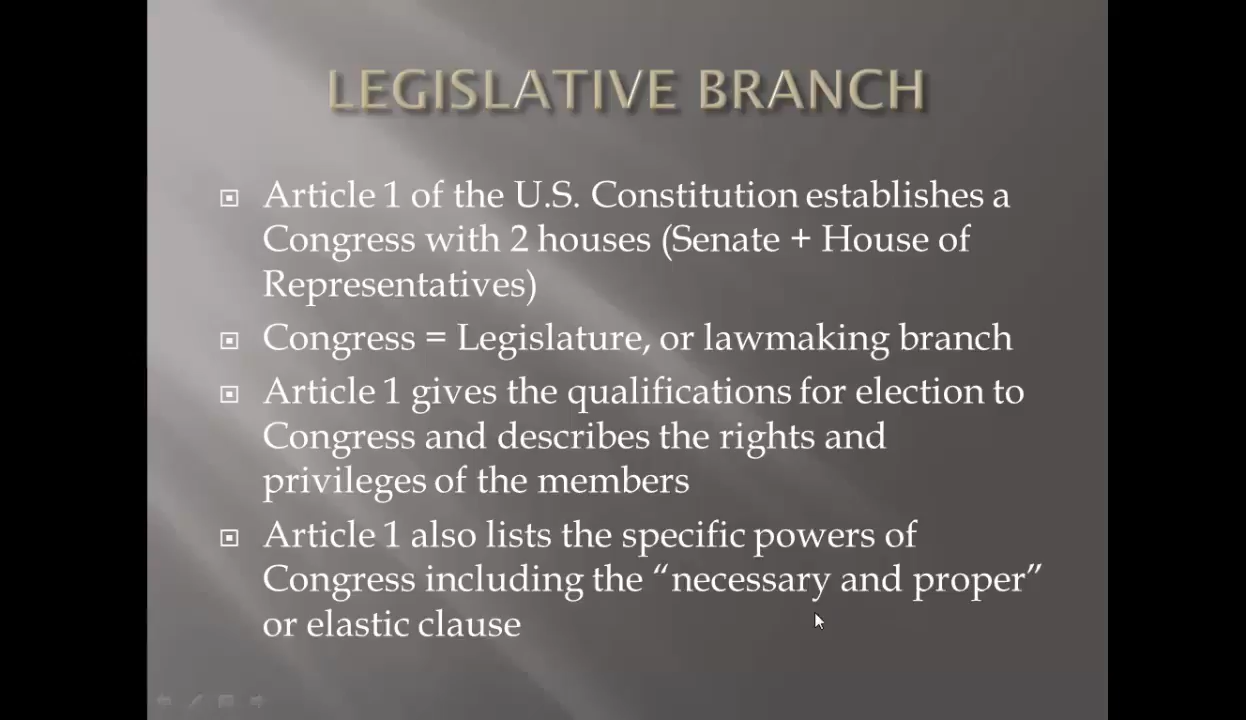 LEGISLATIVE BRANCH
Article 1 of the U.S. Constitution establishes a
Congress with 2 houses (Senate + House of
Representatives)
Congress = Legislature, or lawmaking branch
Article 1 gives the qualifications for election to
Congress and describes the rights and
privileges of the members
Article 1 also lists the specific powers of
Congress including the “necessary and proper”
or elastic clause